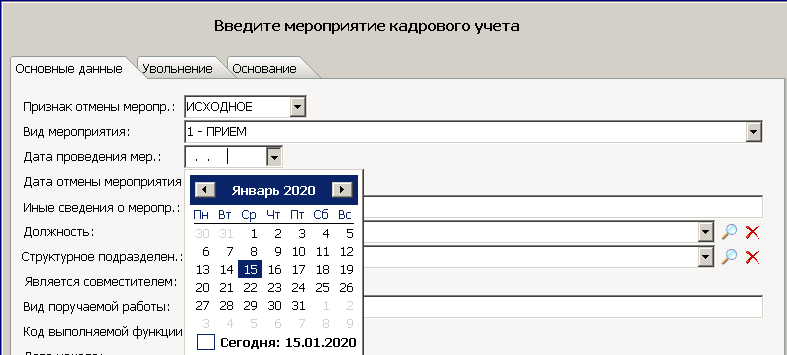 Введите мероприятие кадрового учета
Основные данные Увольнение Основание
Признак отмены меропр.: ИСХОДНОЕ
Вид мероприятия: 1 - ПРИЕМ
Дата проведения мер.: . .
Дата отмены мероприятия
Январь 2020
Иные сведения о меропр.:
Пн Вт Ср Чт Пт Сб Вс
Должность:
30 31 1 2 3 4 5
6 7 8 9 10 11 12
Структурное подразделен.:
13 14 15 16 17 18 19
Является совместителем:
20 21 22 23 24 25 26
Вид поручаемой работы:
27 28 29 30 31 1 2
3 4 5 6 7 8 9
Код выполняемой функции
Сегодня: 15.01.2020